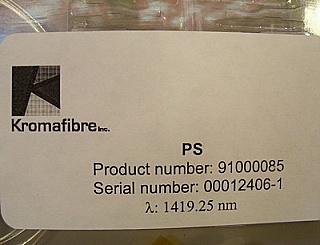 Kromafibre Inc.
PS
Product number: 91000085
Serial number: 00012406-1
λ: 1419.25 nm